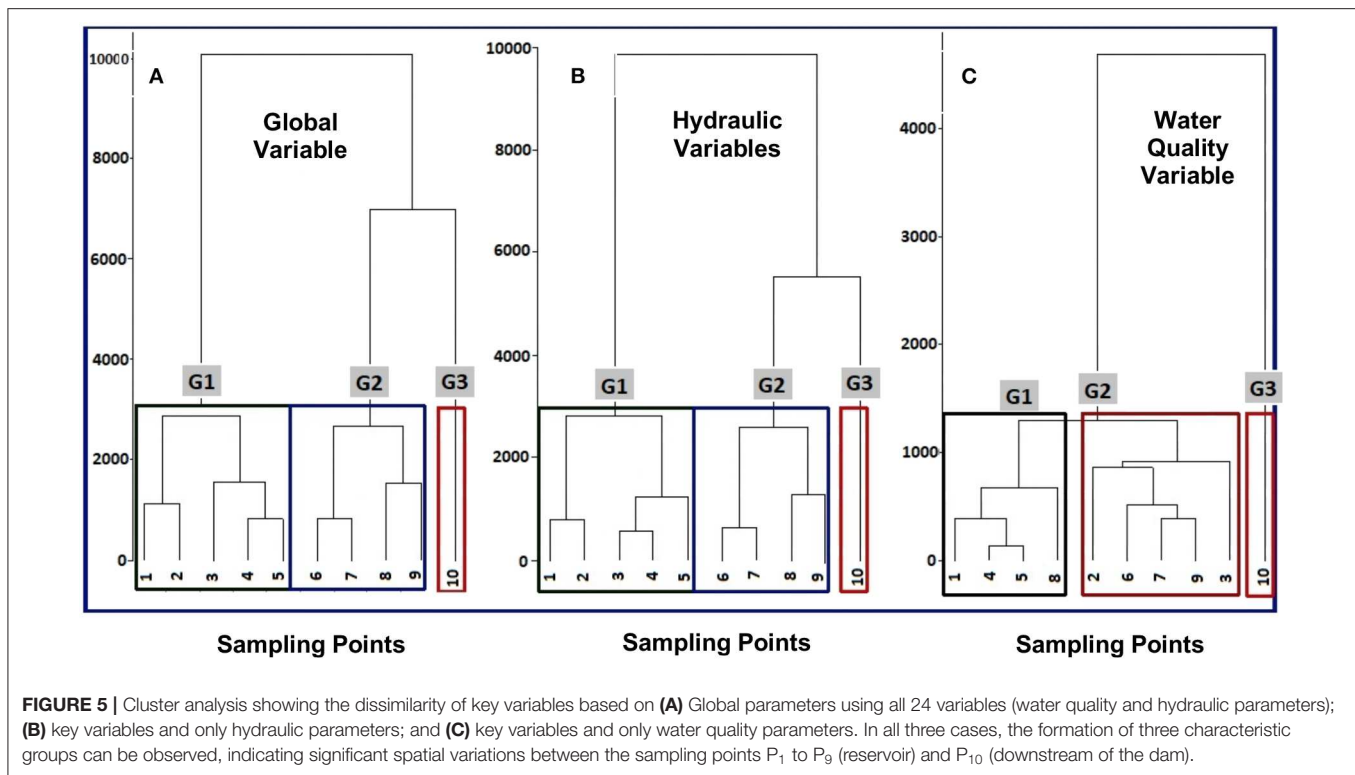 A
Global
Variable
10000
8000
6000
4000
2000
0
G1
G2
G3
1 2 3 4 5 6 7 8 9 10
Sampling Points
B
Hydraulic
Variables
10000
8000
6000
4000
2000
0
G1
G2
G3
1 2 3 4 5 6 7 8 9 10
Sampling Points
C
Water
Quality
Variable
4000
3000
2000
1000
0
G1
G2
G3
1 4 5 8 2 6 7 9 3 10
Sampling Points
FIGURE 5 | Cluster analysis showing the dissimilarity of key variables based on (A) Global parameters using all 24 variables (water quality and hydraulic parameters);
(B) key variables and only hydraulic parameters; and (C) key variables and only water quality parameters. In all three cases, the formation of three characteristic
groups can be observed, indicating significant spatial variations between the sampling points P1 to P9 (reservoir) and P10 (downstream of the dam).